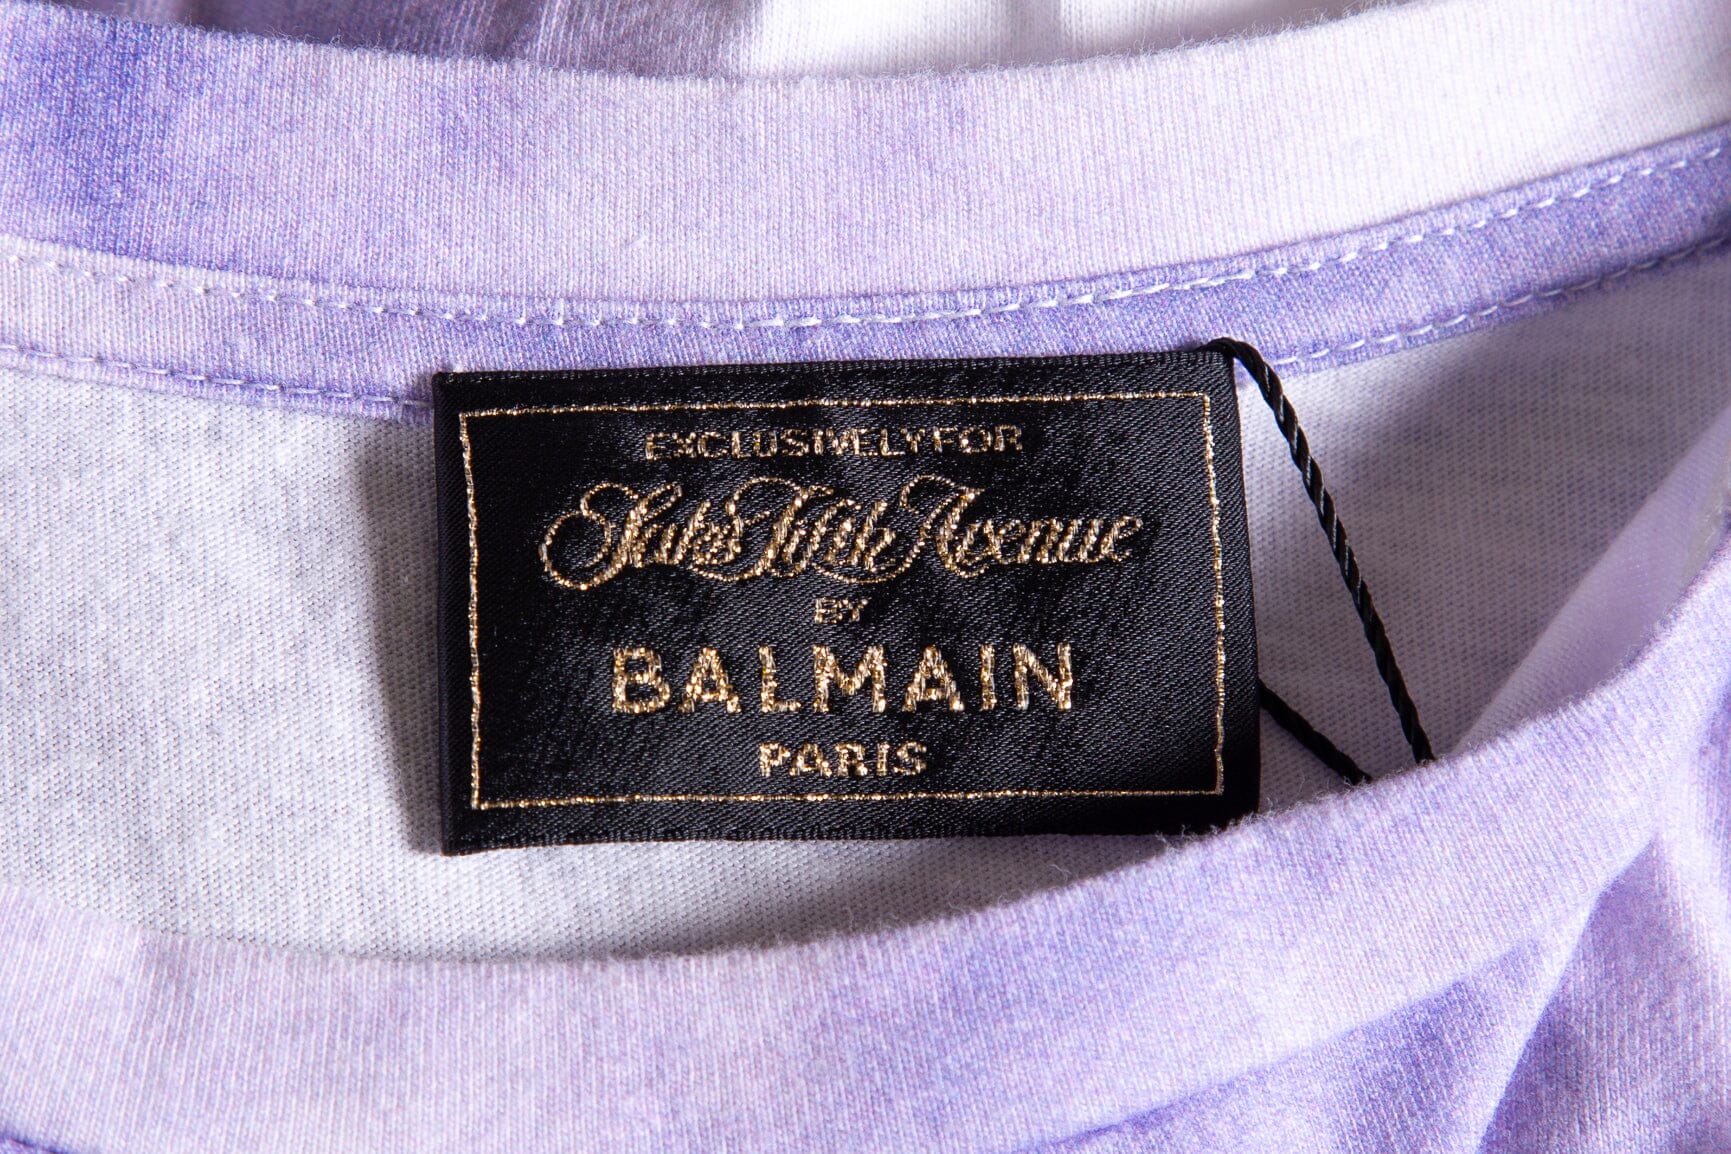 EXCLUSIVELY FOR
Saks Fifth Avenue
BY
BALMAIN
PARIS